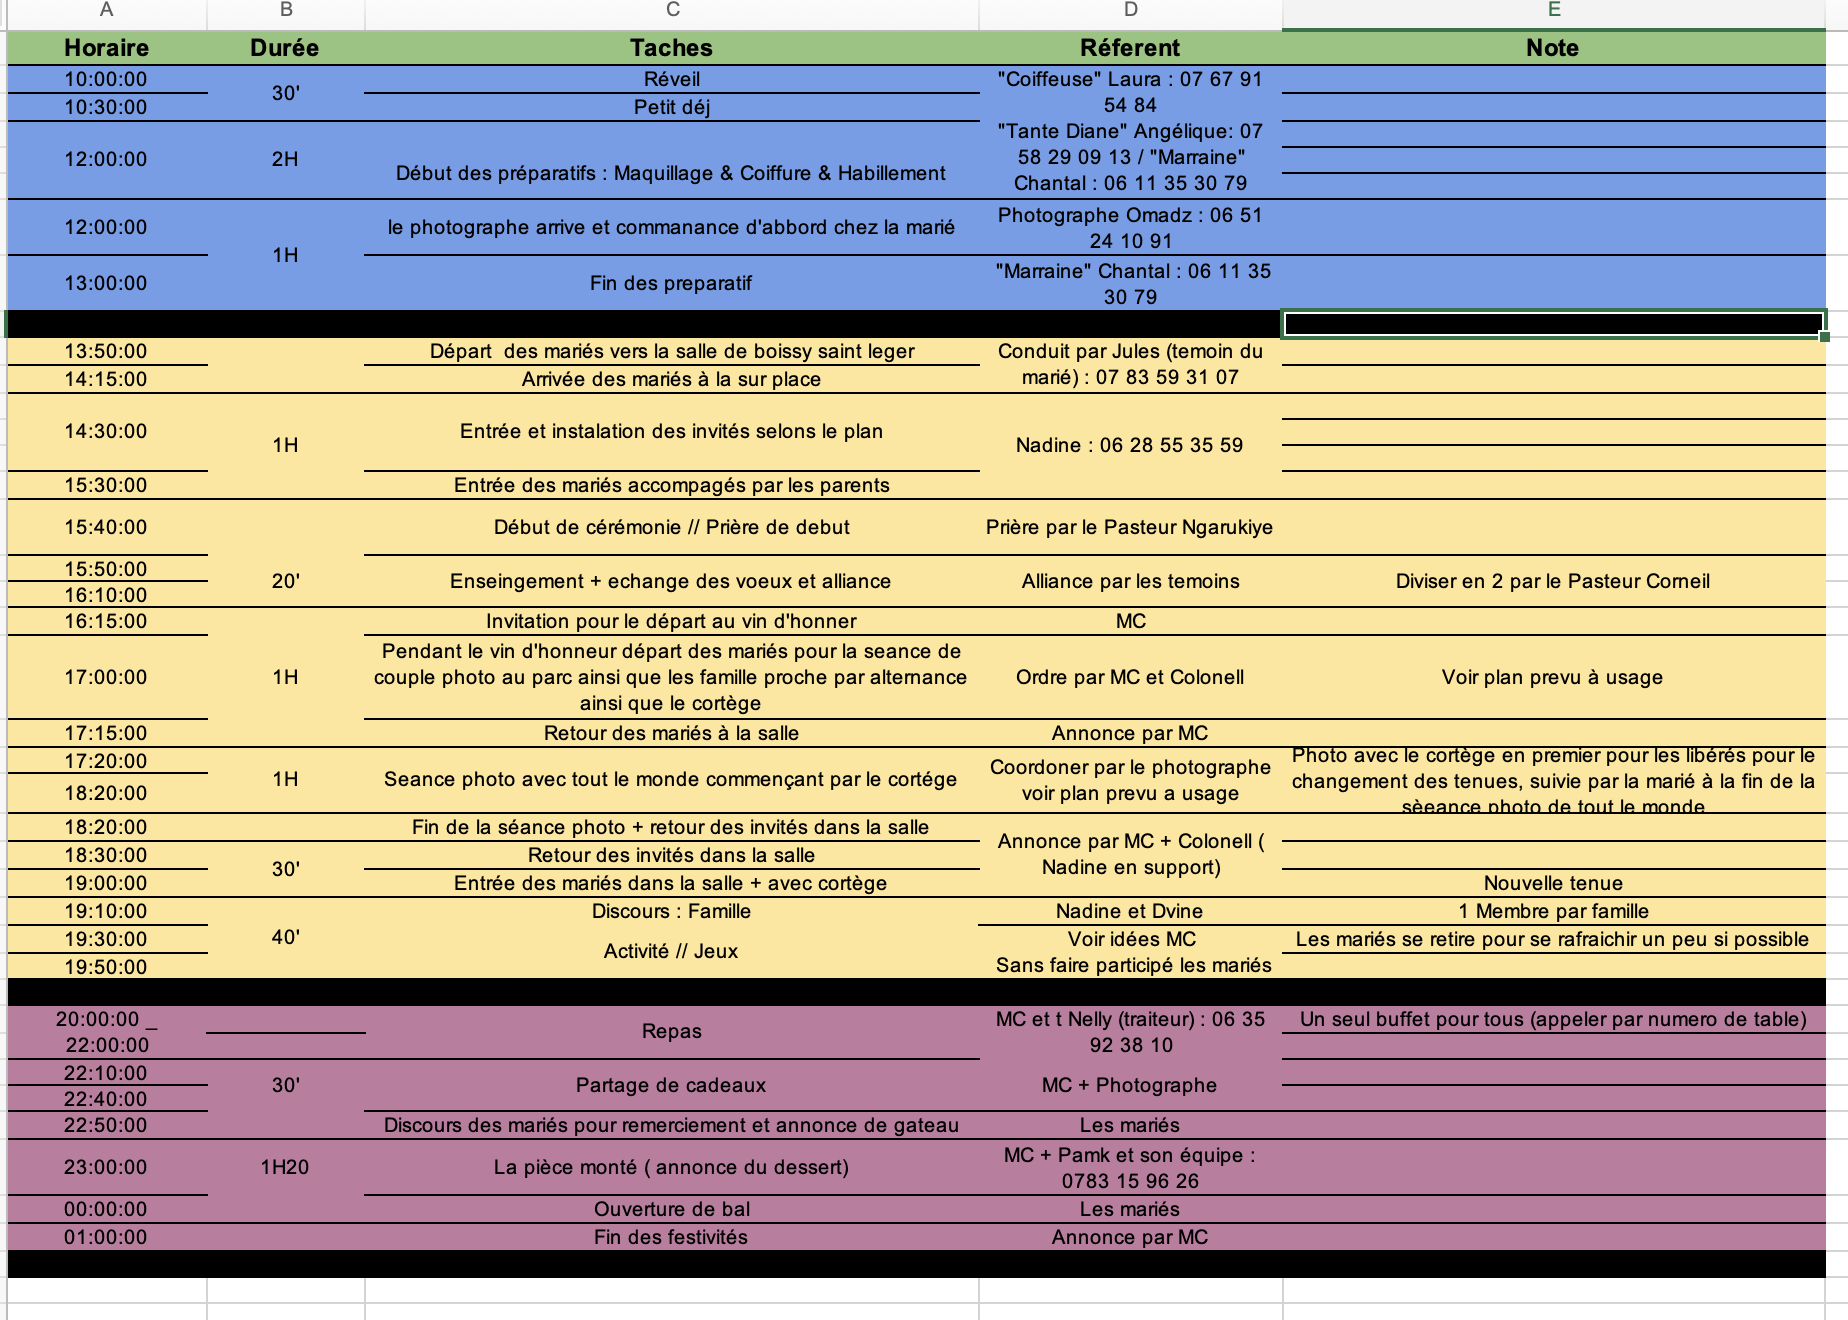 A B C D E
Horaire Durée Taches Réferent Note
10:00:00 30' Réveil "Coiffeuse" Laura : 07 67 91
10:30:00 Petit déj 54 84
12:00:00 2H Début des préparatifs : Maquillage & Coiffure & Habillement "Tante Diane" Angélique: 07
58 29 09 13 / "Marraine"
Chantal : 06 11 35 30 79
12:00:00 1H le photographe arrive et commanance d'abbord chez la marié Photographe Omadz : 06 51
24 10 91
13:00:00 Fin des preparatif "Marraine" Chantal : 06 11 35
30 79
13:50:00 Départ  des mariés vers la salle de boissy saint leger Conduit par Jules (temoin du
14:15:00 Arrivée des mariés à la sur place marié) : 07 83 59 31 07
14:30:00 1H Entrée et instalation des invités selons le plan Nadine : 06 28 55 35 59
15:30:00 Entrée des mariés accompagés par les parents
15:40:00 Début de cérémonie // Prière de debut Prière par le Pasteur Ngarukiye
15:50:00 20' Enseingement + echange des voeux et alliance Alliance par les temoins Diviser en 2 par le Pasteur Corneil
16:10:00
16:15:00 Invitation pour le départ au vin d'honner MC
17:00:00 1H Pendant le vin d'honneur départ des mariés pour la seance de
couple photo au parc ainsi que les famille proche par alternance Ordre par MC et Colonell Voir plan prevu à usage
ainsi que le cortège
17:15:00 Retour des mariés à la salle Annonce par MC
17:20:00 1H Seance photo avec tout le monde commençant par le cortége Coordoner par le photographe Photo avec le cortège en premier pour les libérés pour le
18:20:00 voir plan prevu a usage changement des tenues, suivie par la marié à la fin de la
sèeance photo de tout le monde
18:20:00 Fin de la séance photo + retour des invités dans la salle Annonce par MC + Colonell (
18:30:00 30' Retour des invités dans la salle Nadine en support)
19:00:00 Entrée des mariés dans la salle + avec cortège Nouvelle tenue
19:10:00 40' Discours : Famille Nadine et Dvine 1 Membre par famille
19:30:00 Activité // Jeux Voir idées MC Les mariés se retire pour se rafraichir un peu si possible
19:50:00 Sans faire participé les mariés
20:00:00 _ Repas MC et t Nelly (traiteur) : 06 35 Un seul buffet pour tous (appeler par numero de table)
22:00:00 92 38 10
22:10:00 30' Partage de cadeaux MC + Photographe
22:40:00
22:50:00 Discours des mariés pour remerciement et annonce de gateau Les mariés
23:00:00 1H20 La pièce monté ( annonce du dessert) MC + Pamk et son équipe :
0783 15 96 26
00:00:00 Ouverture de bal Les mariés
01:00:00 Fin des festivités Annonce par MC